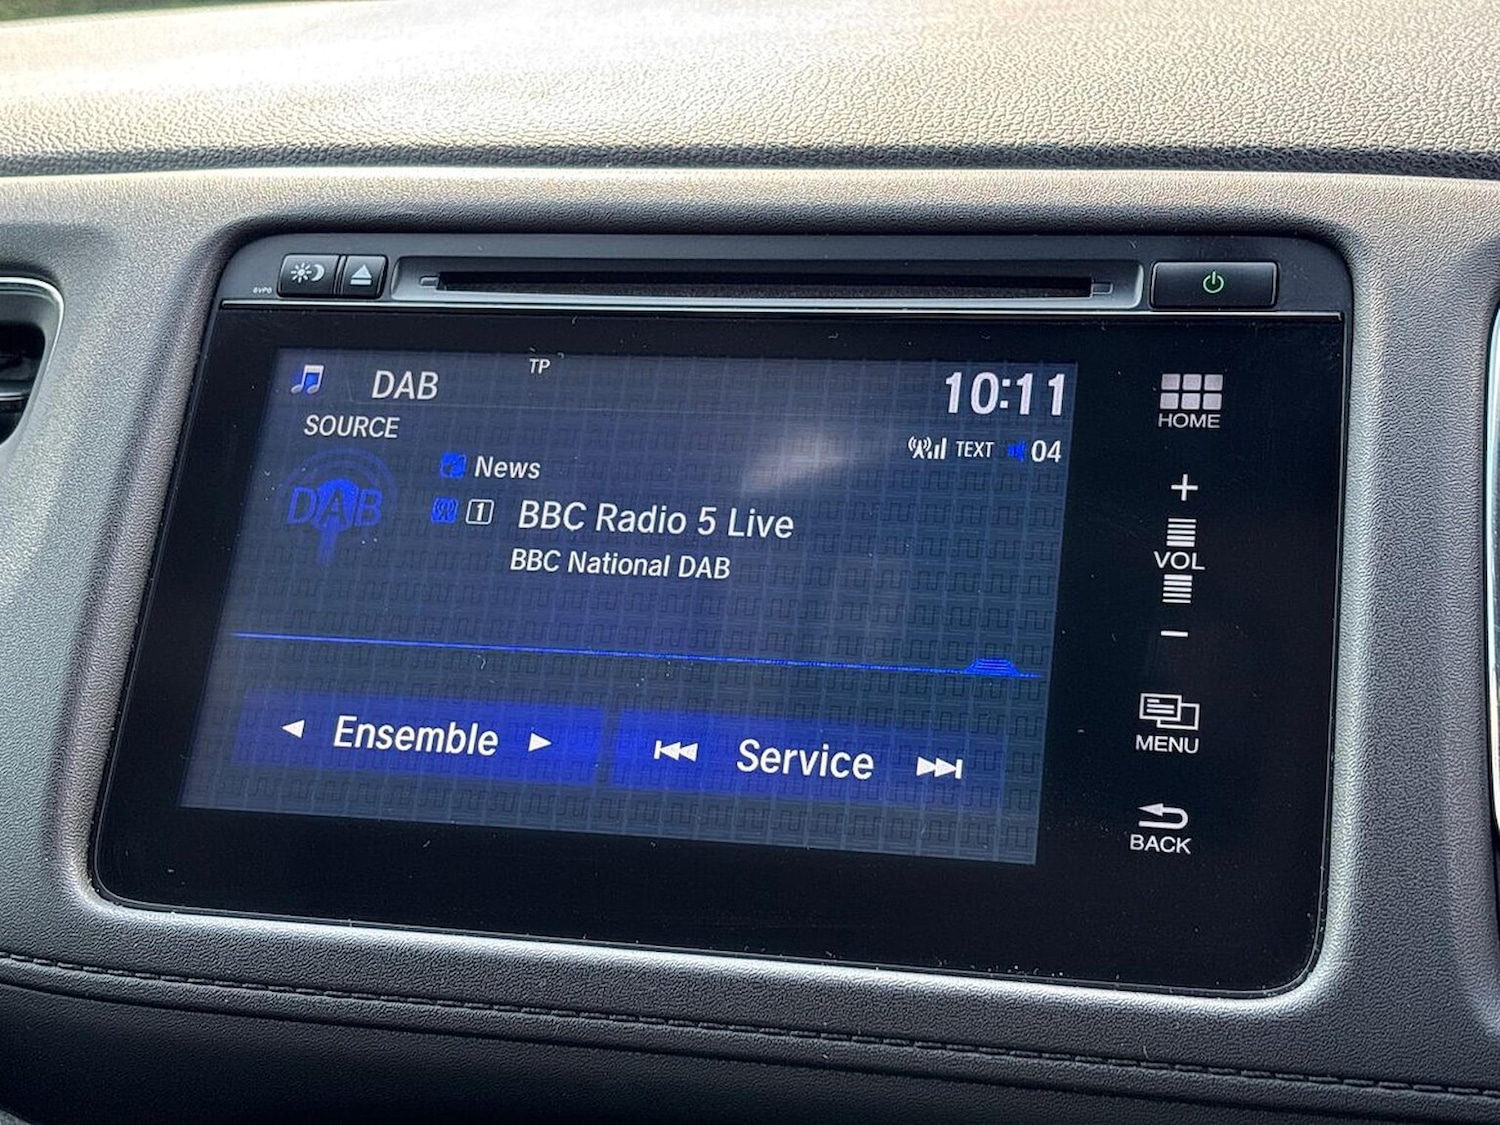 TP
DAB
10:11
SOURCE
TEXT 04
News
DAB
1 BBC Radio 5 Live
BBC National DAB
Ensemble
Service
HOME
+
VOL
−
MENU
BACK